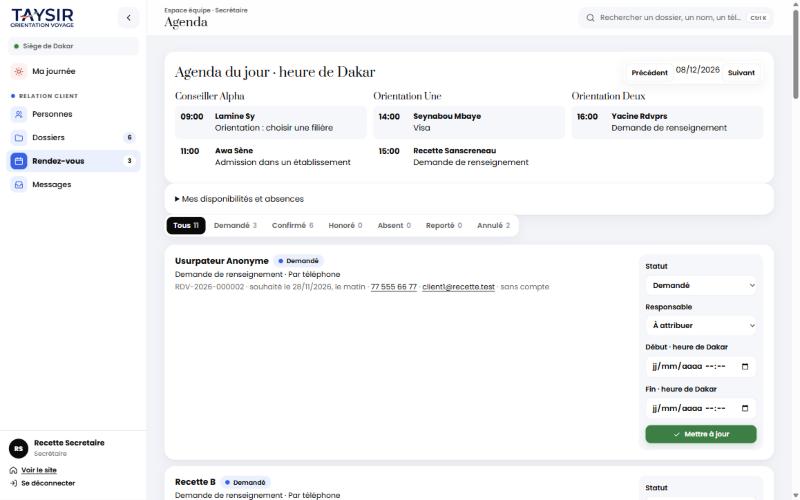 TAYSIR
ORIENTATION VOYAGE
Siège de Dakar
Ma journée
RELATION CLIENT
Personnes
Dossiers 6
Rendez-vous 3
Messages
RS Recette Secretaire
Secrétaire
Voir le site
Se déconnecter
Espace équipe · Secrétaire
Agenda
Rechercher un dossier, un nom, un tél… Ctrl K
Agenda du jour · heure de Dakar
Précédent 08/12/2026 Suivant
Conseiller Alpha
09:00 Lamine Sy
Orientation : choisir une filière
11:00 Awa Sène
Admission dans un établissement
Orientation Une
14:00 Seynabou Mbaye
Visa
15:00 Recette Sanscreneau
Demande de renseignement
Orientation Deux
16:00 Yacine Rdvprs
Demande de renseignement
Mes disponibilités et absences
Tous 11 Demandé 3 Confirmé 6 Honoré 0 Absent 0 Reporté 0 Annulé 2
Usurpateur Anonyme Demandé
Demande de renseignement · Par téléphone
RDV-2026-000002 · souhaité le 28/11/2026, le matin · 77 555 66 77 · client1@recette.test · sans compte
Statut
Demandé
Responsable
À attribuer
Début · heure de Dakar
jj/mm/aaaa --:--
Fin · heure de Dakar
jj/mm/aaaa --:--
Mettre à jour
Recette B Demandé
Demande de renseignement · Par téléphone
Statut